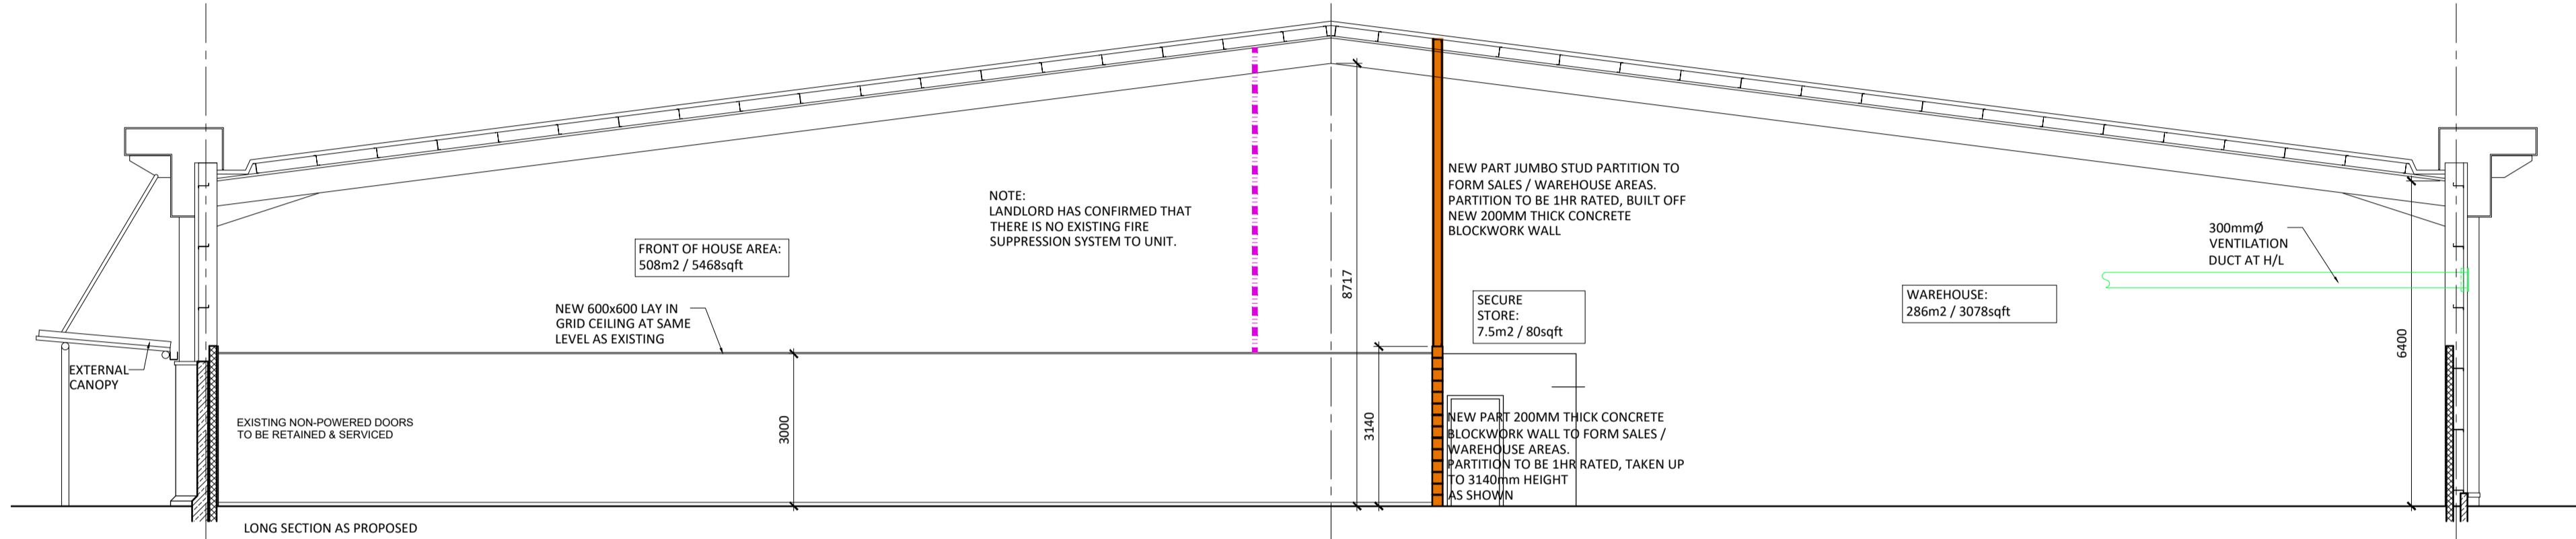 NOTE:
LANDLORD HAS CONFIRMED THAT
THERE IS NO EXISTING FIRE
SUPPRESSION SYSTEM TO UNIT.
FRONT OF HOUSE AREA:
508m2 / 5468sqft
NEW 600x600 LAY IN
GRID CEILING AT SAME
LEVEL AS EXISTING
EXTERNAL
CANOPY
EXISTING NON-POWERED DOORS
TO BE RETAINED & SERVICED
3000
8717
3140
NEW PART JUMBO STUD PARTITION TO
FORM SALES / WAREHOUSE AREAS.
PARTITION TO BE 1HR RATED, BUILT OFF
NEW 200MM THICK CONCRETE
BLOCKWORK WALL
SECURE
STORE:
7.5m2 / 80sqft
NEW PART 200MM THICK CONCRETE
BLOCKWORK WALL TO FORM SALES /
WAREHOUSE AREAS.
PARTITION TO BE 1HR RATED, TAKEN UP
TO 3140mm HEIGHT
AS SHOWN
WAREHOUSE:
286m2 / 3078sqft
300mmØ
VENTILATION
DUCT AT H/L
6400
LONG SECTION AS PROPOSED